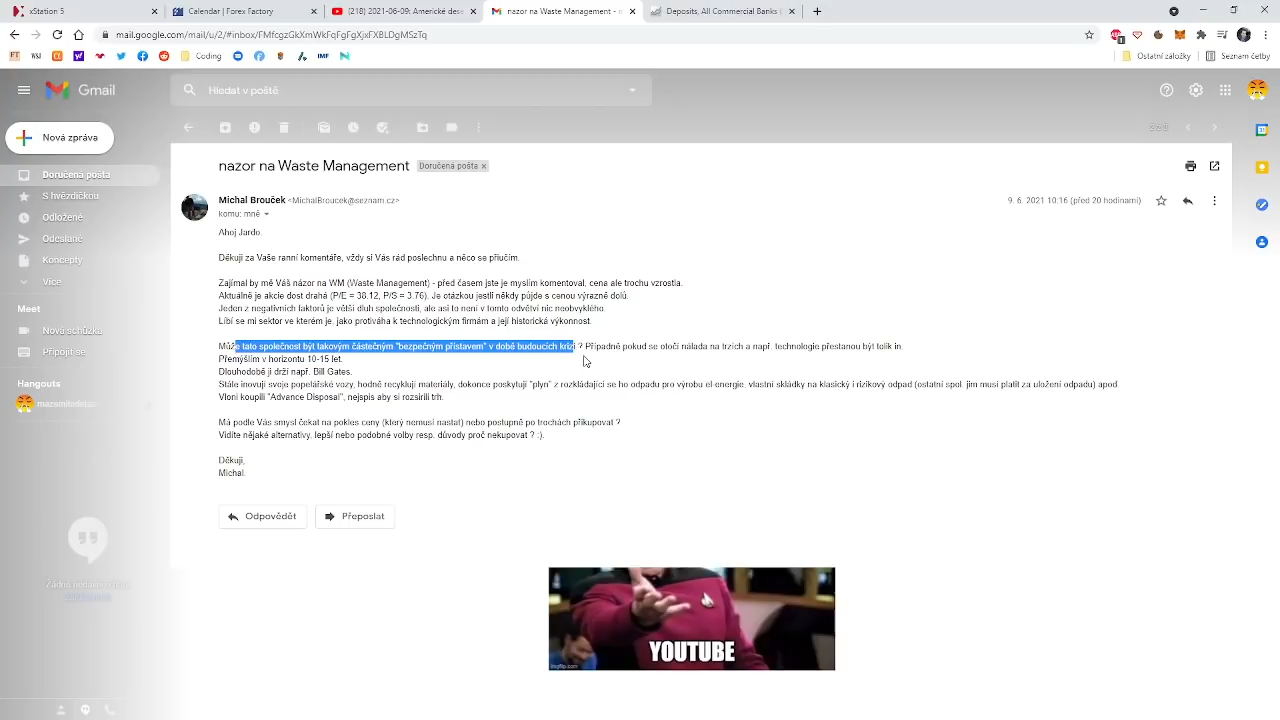 xStation 5
Calendar | Forex Factory
(218) 2021-06-09: Americké des
nazor na Waste Management - 
Deposits, All Commercial Banks (
mail.google.com/mail/u/2/#inbox/FMfcgzGkXmWkFqFgFgXjxFXBLDgMSzTq
Coding
IMF
Ostatní záložky
Seznam četby
Gmail
Hledat v poště
Nová zpráva
Doručená pošta
S hvězdičkou
Odložené
Odeslané
Koncepty
Více
Meet
Nová schůzka
Připojit se
Hangouts
nazor na Waste Management
Doručená pošta ×
Michal Brouček <MichalBroucek@seznam.cz>
9. 6. 2021 10:16 (před 20 hodinami)
komu: mně
Ahoj Jardo.
Děkuji za Vaše ranní komentáře, vždy si Vás rád poslechnu a něco se přiučím.
Zajímal by mě Váš názor na WM (Waste Management) - před časem jste je myslím komentoval, cena ale trochu vzrostla.
Aktuálně je akcie dost drahá (P/E = 38.12, P/S = 3.76). Je otázkou jestli někdy půjde s cenou výrazně dolů.
Jeden z negativních faktorů je větší dluh společnosti, ale asi to není v tomto odvětví nic neobvyklého.
Líbí se mi sektor ve kterém je, jako protiváha k technologickým firmám a její historická výkonnost.
Může tato společnost být takovým částečným "bezpečným přístavem" v době budoucích krizí ? Případně pokud se otočí nálada na trzích a např. technologie přestanou být tolik in.
Přemýšlím v horizontu 10-15 let.
Dlouhodobě ji drží např. Bill Gates.
Stále inovují svoje popelářské vozy, hodně recyklují materiály, dokonce poskytují "plyn" z rozkládající se ho odpadu pro výrobu el-energie, vlastní skládky na klasický i rizikový odpad (ostatní spol. jim musí platit za uložení odpadu) apod.
Vloni koupili "Advance Disposal", nejspis aby si rozsirili trh.
Má podle Vás smysl čekat na pokles ceny (který nemusí nastat) nebo postupně po trochách přikupovat ?
Vidíte nějaké alternativy, lepší nebo podobné volby resp. důvody proč nekupovat ? :).
Děkuji,
Michal.
Odpovědět
Přeposlat
YOUTUBE
imgflip.com